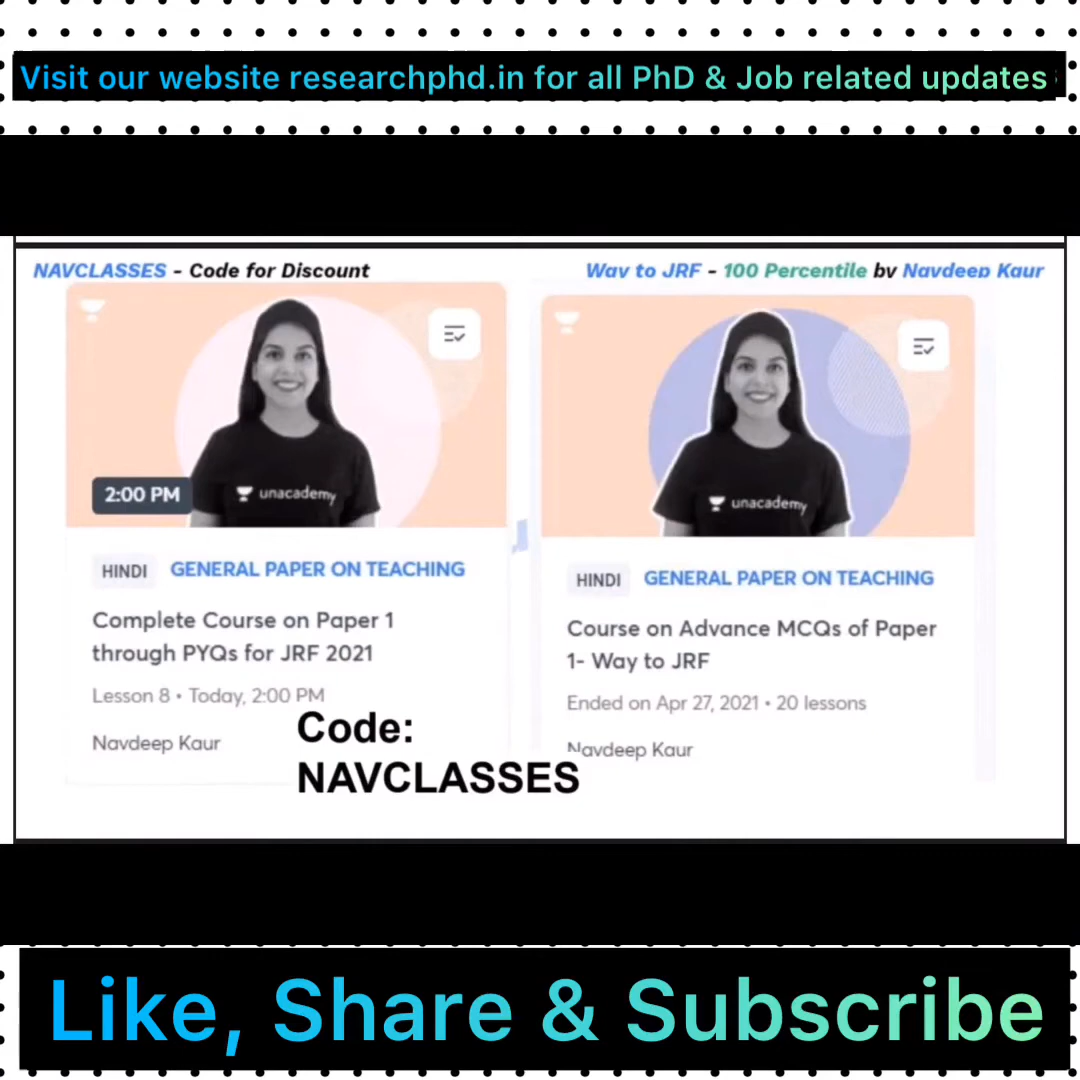 Visit our website researchphd.in for all PhD & Job related updates
NAVCLASSES - Code for Discount
Way to JRF - 100 Percentile by Navdeep Kaur
unacademy
2:00 PM
HINDI GENERAL PAPER ON TEACHING
Complete Course on Paper 1
through PYQs for JRF 2021
Lesson 8 • Today, 2:00 PM
Navdeep Kaur
unacademy
HINDI GENERAL PAPER ON TEACHING
Course on Advance MCQs of Paper
1- Way to JRF
Ended on Apr 27, 2021 • 20 lessons
Navdeep Kaur
Code:
NAVCLASSES
Like, Share & Subscribe